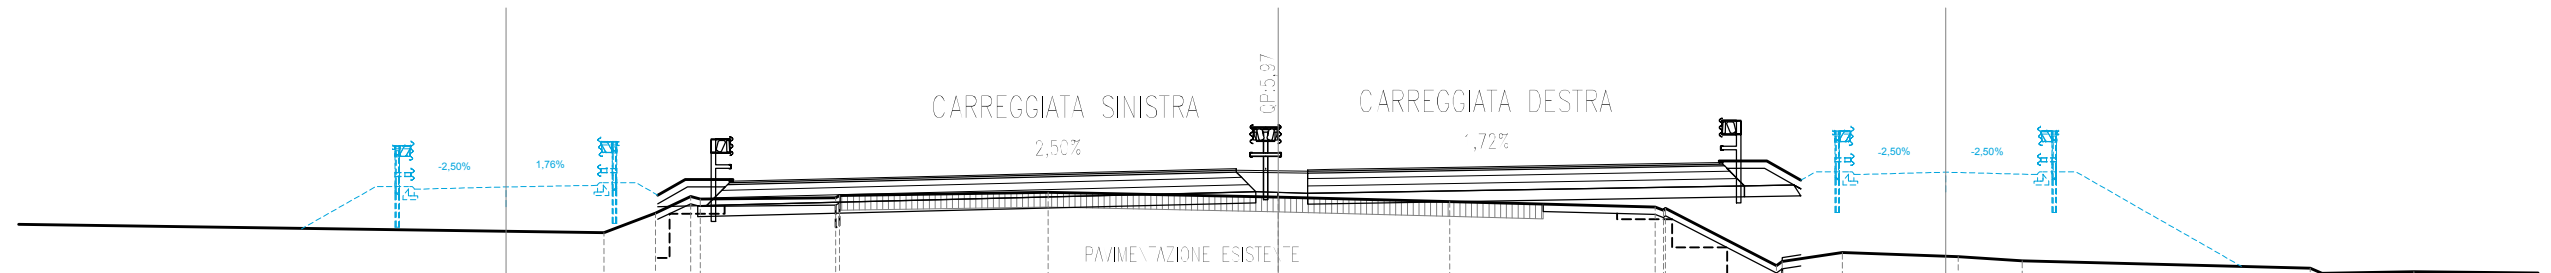 QP:5,97
CARREGGIATA SINISTRA
CARREGGIATA DESTRA
2,50%
1,72%
-2,50%
1,76%
-2,50%
-2,50%
PAVIMENTAZIONE ESISTENTE